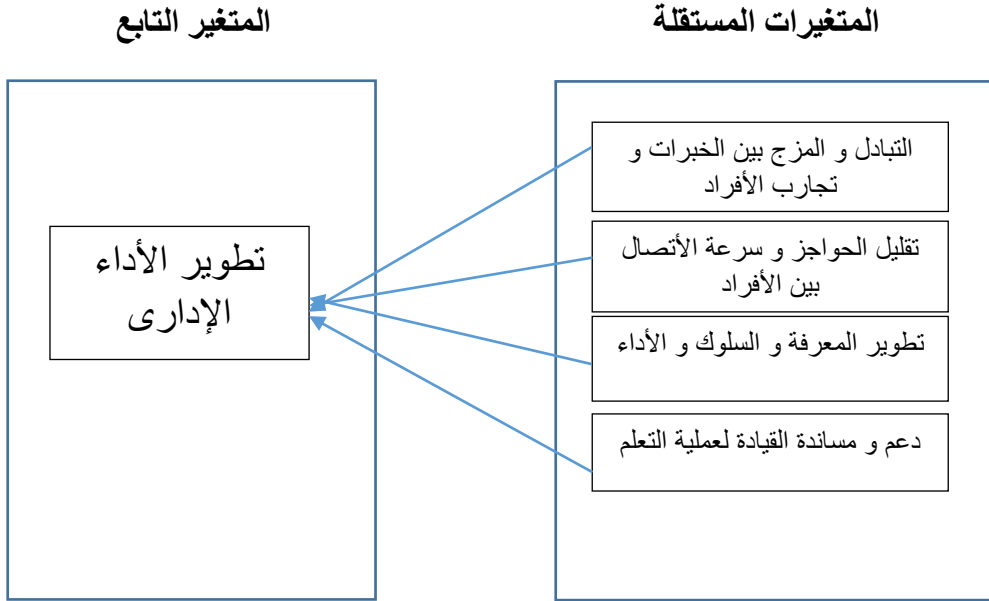 المتغيرات المستقلة
المتغير التابع
التبادل و المزج بين الخبرات و
تجارب الأفراد
تقليل الحواجز و سرعة الأتصال
بين الأفراد
تطوير المعرفة و السلوك و الأداء
دعم و مساندة القيادة لعملية التعلم
تطوير الأداء
الإدارى